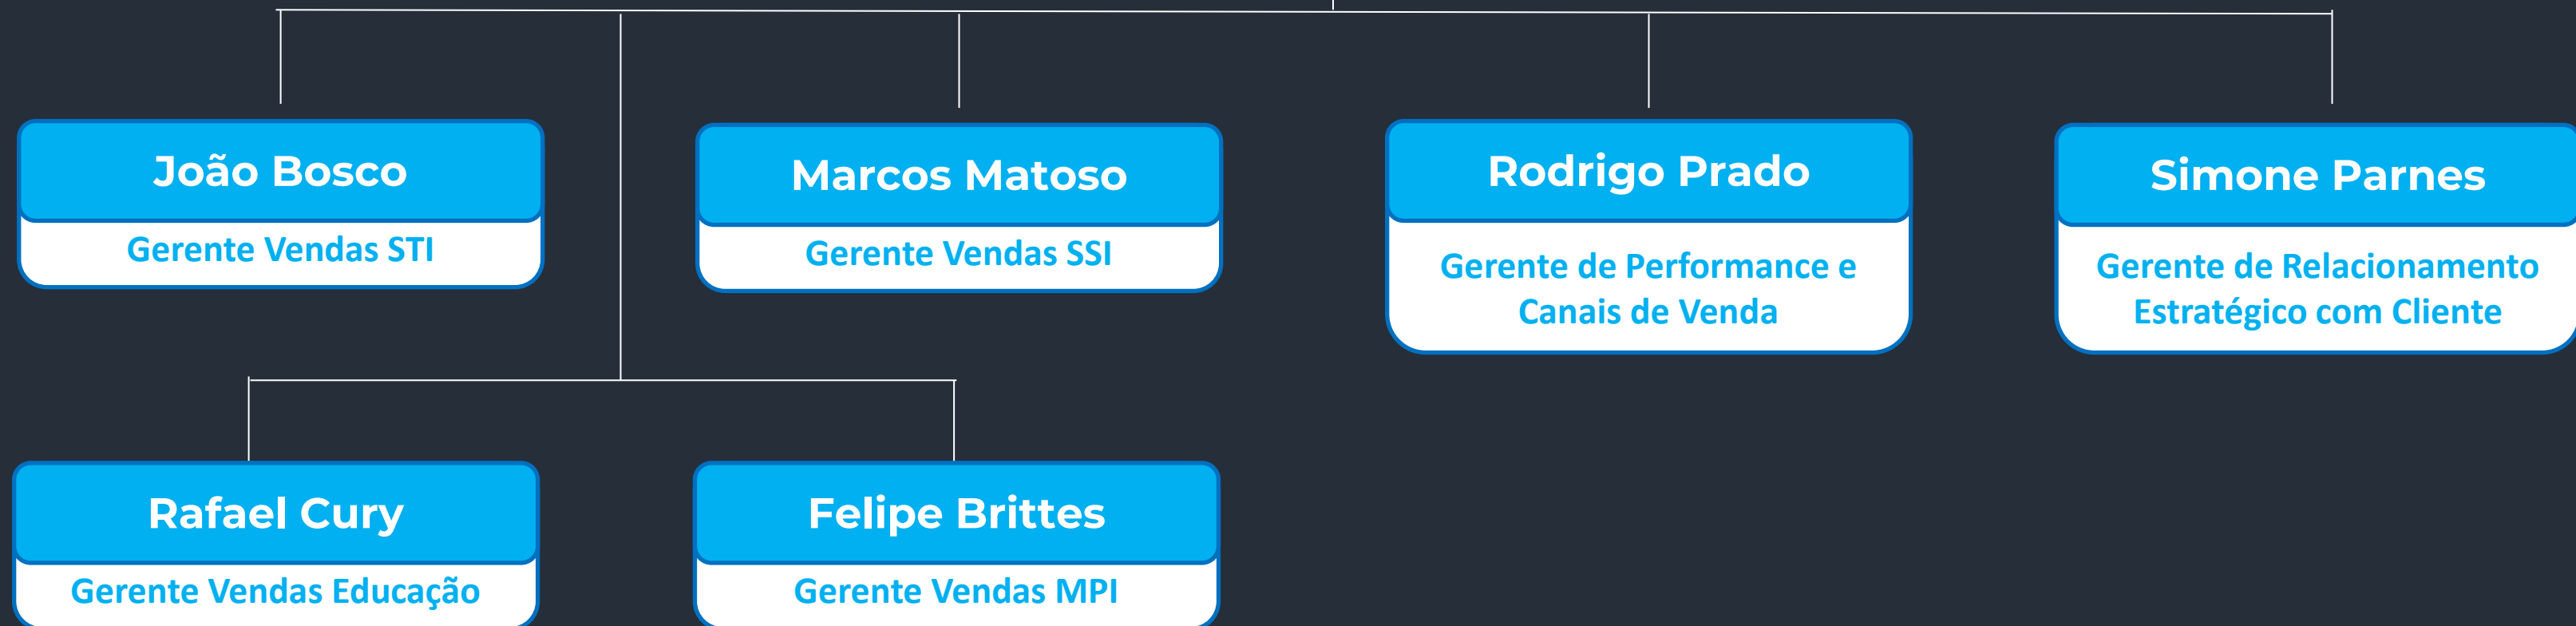 João Bosco
Gerente Vendas STI
Marcos Matoso
Gerente Vendas SSI
Rodrigo Prado
Gerente de Performance e
Canais de Venda
Simone Parnes
Gerente de Relacionamento
Estratégico com Cliente
Rafael Cury
Gerente Vendas Educação
Felipe Brittes
Gerente Vendas MPI